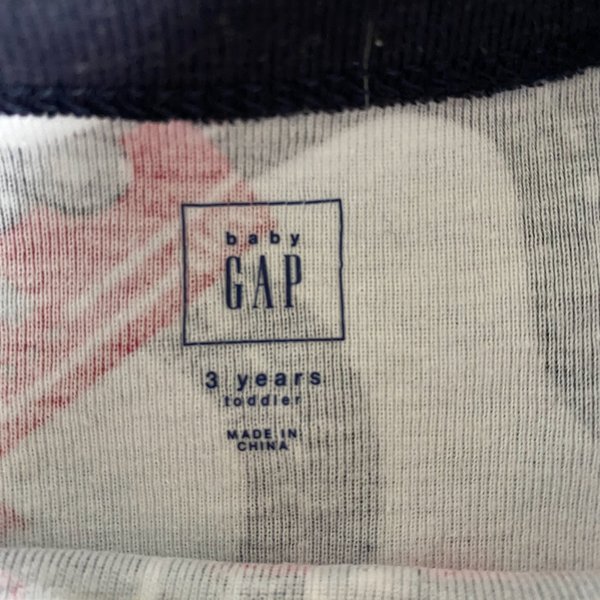 baby
GAP
3 years
toddler
MADE IN
CHINA